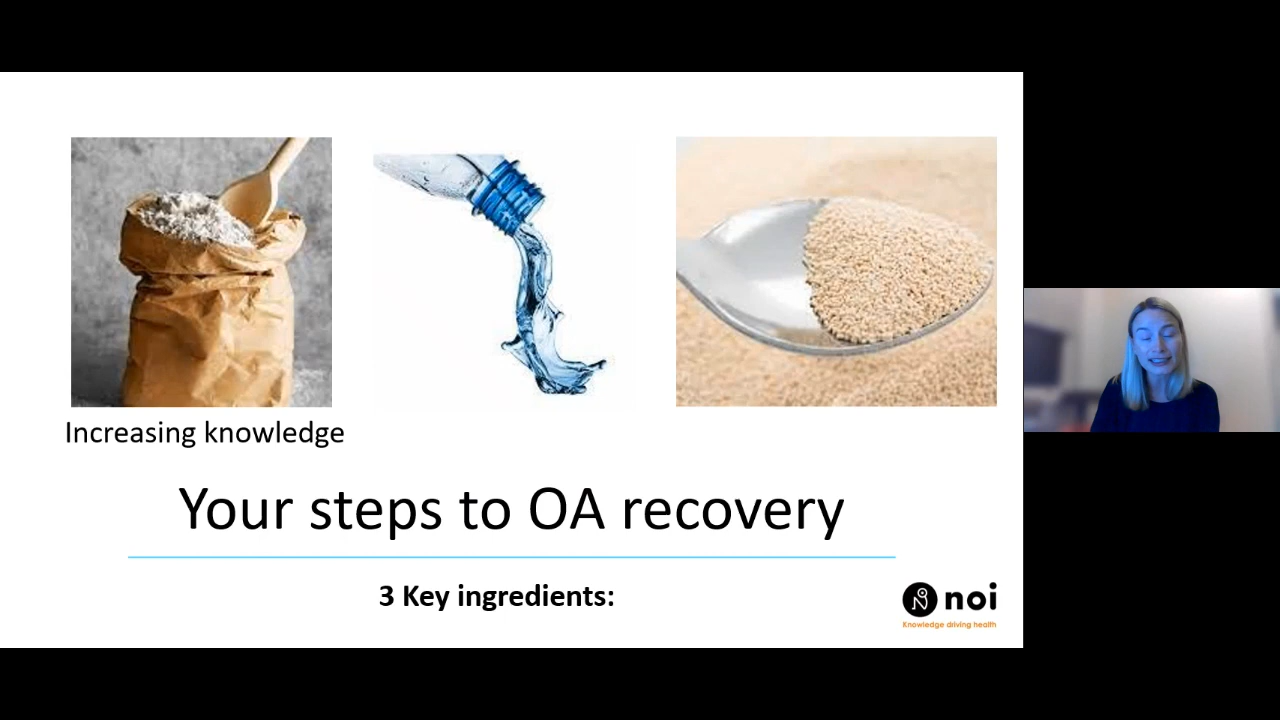 Increasing knowledge
Your steps to OA recovery
3 Key ingredients:
noi
Knowledge driving health